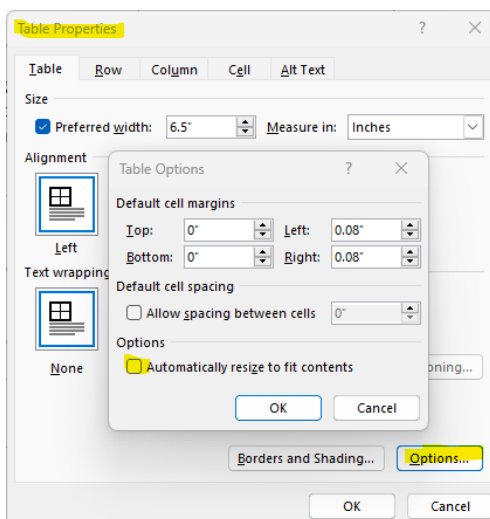 Table Properties ? ×
Table Row Column Cell Alt Text
Size
Preferred width: 6.5" Measure in: Inches
Alignment
Left
Text wrapping
None
Table Options ? ×
Default cell margins
Top: 0" Left: 0.08"
Bottom: 0" Right: 0.08"
Default cell spacing
Allow spacing between cells 0"
Options
Automatically resize to fit contents
OK Cancel
oning...
Borders and Shading... Options...
OK Cancel